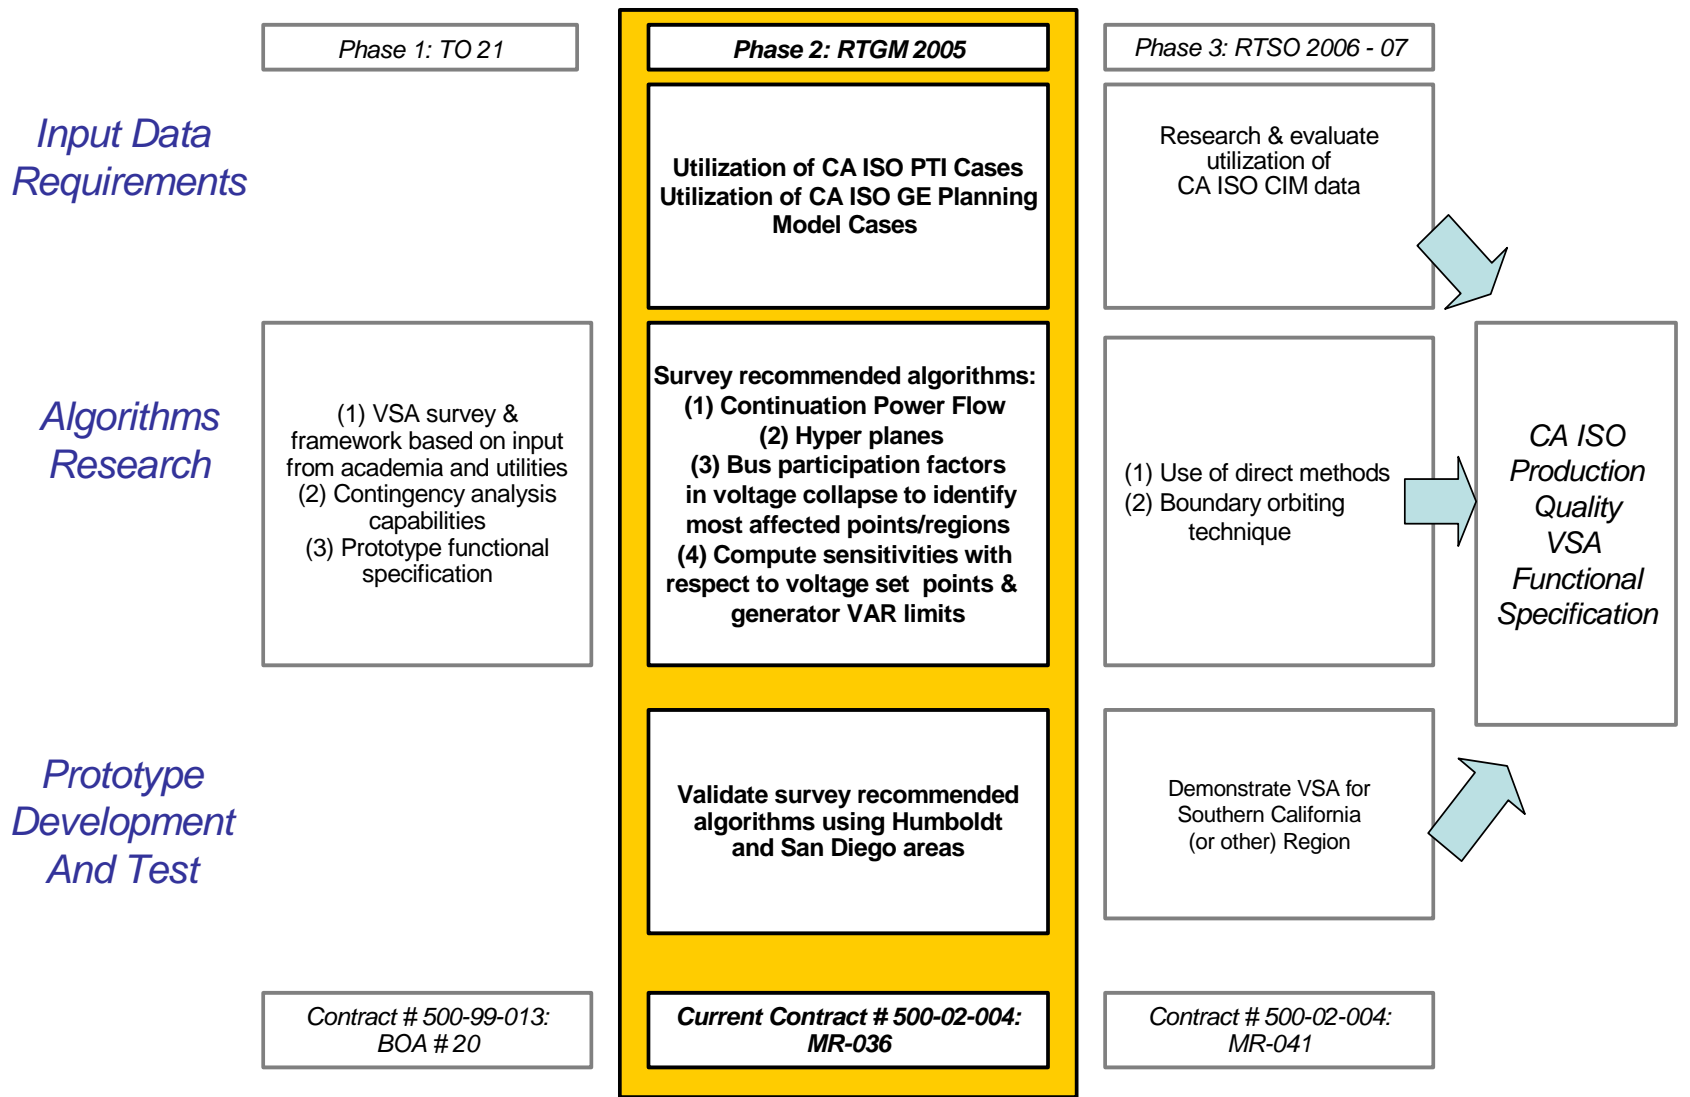 Phase 1: TO 21
Phase 2: RTGM 2005
Phase 3: RTSO 2006 - 07
Input Data
Requirements
Utilization of CA ISO PTI Cases
Utilization of CA ISO GE Planning
Model Cases
Research & evaluate
utilization of
CA ISO CIM data
Algorithms
Research
(1) VSA survey &
framework based on input
from academia and utilities
(2) Contingency analysis
capabilities
(3) Prototype functional
specification
Survey recommended algorithms:
(1) Continuation Power Flow
(2) Hyper planes
(3) Bus participation factors
in voltage collapse to identify
most affected points/regions
(4) Compute sensitivities with
respect to voltage set points &
generator VAR limits
(1) Use of direct methods
(2) Boundary orbiting
technique
CA ISO
Production
Quality
VSA
Functional
Specification
Prototype
Development
And Test
Validate survey recommended
algorithms using Humboldt
and San Diego areas
Demonstrate VSA for
Southern California
(or other) Region
Contract # 500-99-013:
BOA # 20
Current Contract # 500-02-004:
MR-036
Contract # 500-02-004:
MR-041